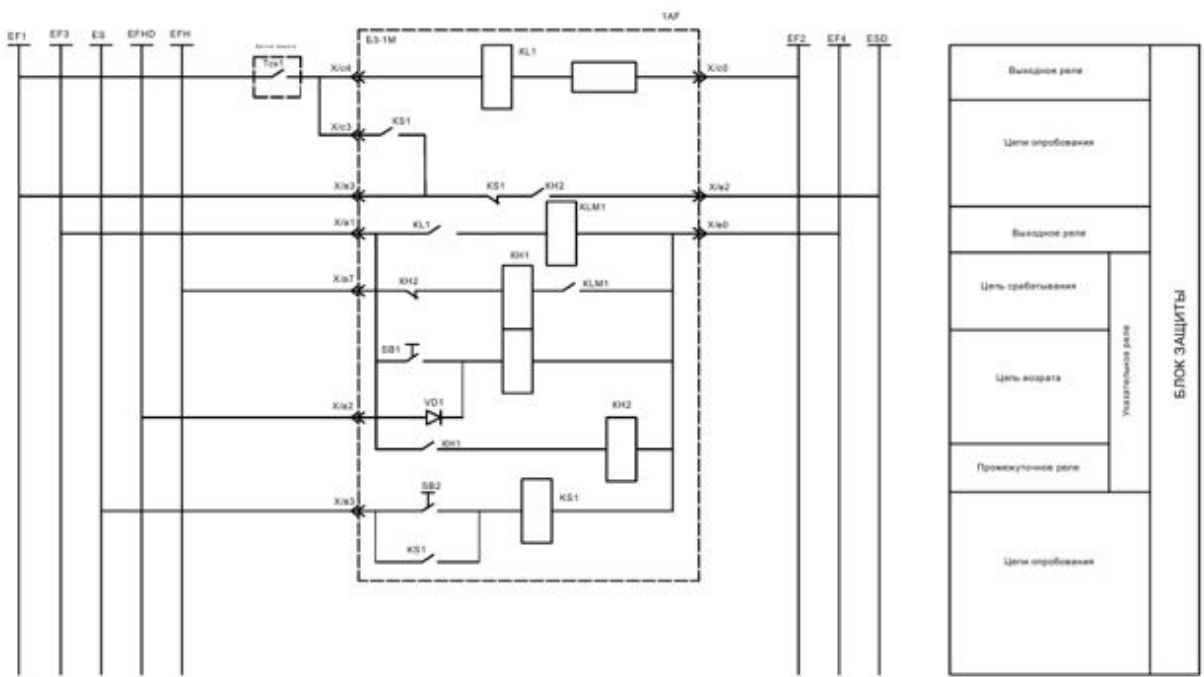 1AF
EF1 EF3 ES EFHD EFH
БЗ-1М
EF2 EF4 ESD
KL1
Тск1
X/c4 X/c0
X/c3 KS1
X/a3 KS1 KH2 X/a2
KLM1
X/a1 KL1 X/a0
KH1
X/a7 KH2 KLM1
SB1
X/a2 VD1 KH2
KH1
X/a3 SB2 KS1
KS1
Выходное реле
Цепи опробования
Выходное реле
Цепь срабатывания
Цепь возрата
Промежуточное реле
Указательное реле
Цепи опробования
БЛОК ЗАЩИТЫ